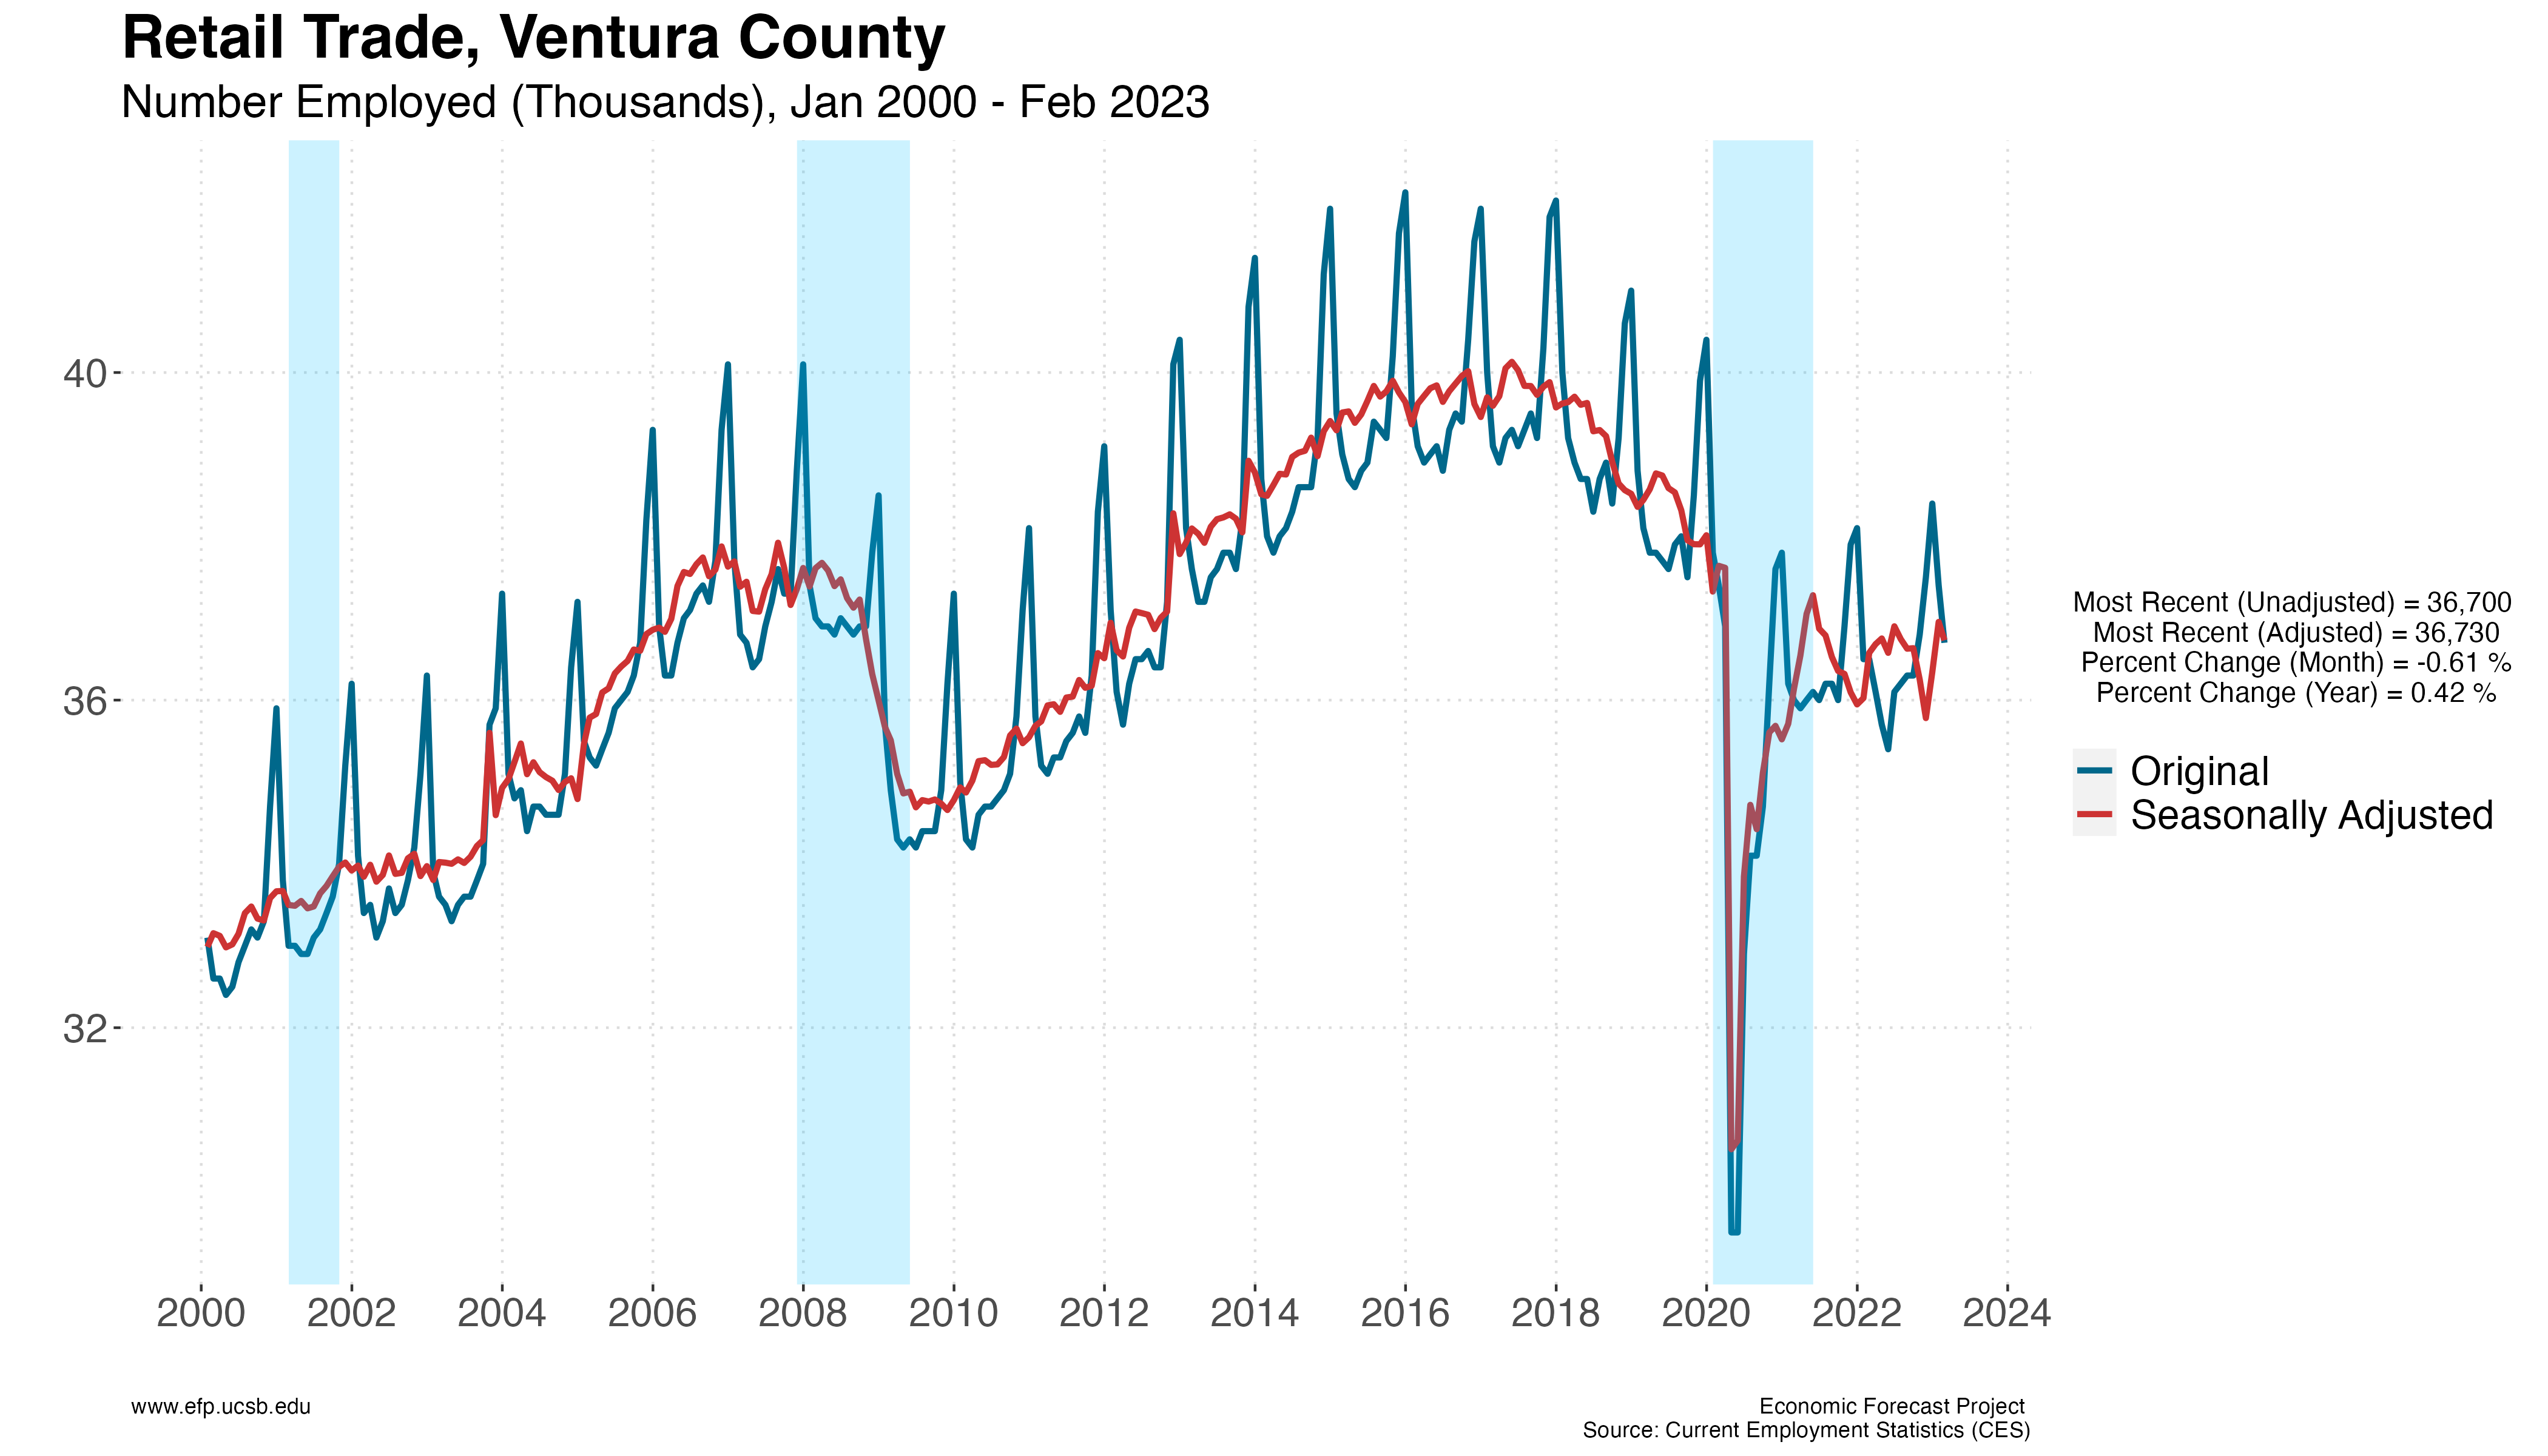 Retail Trade, Ventura County
Number Employed (Thousands), Jan 2000 - Feb 2023
40
36
32
2000 2002 2004 2006 2008 2010 2012 2014 2016 2018 2020 2022 2024
Most Recent (Unadjusted) = 36,700
Most Recent (Adjusted) = 36,730
Percent Change (Month) = -0.61 %
Percent Change (Year) = 0.42 %
Original
Seasonally Adjusted
www.efp.ucsb.edu
Economic Forecast Project
Source: Current Employment Statistics (CES)